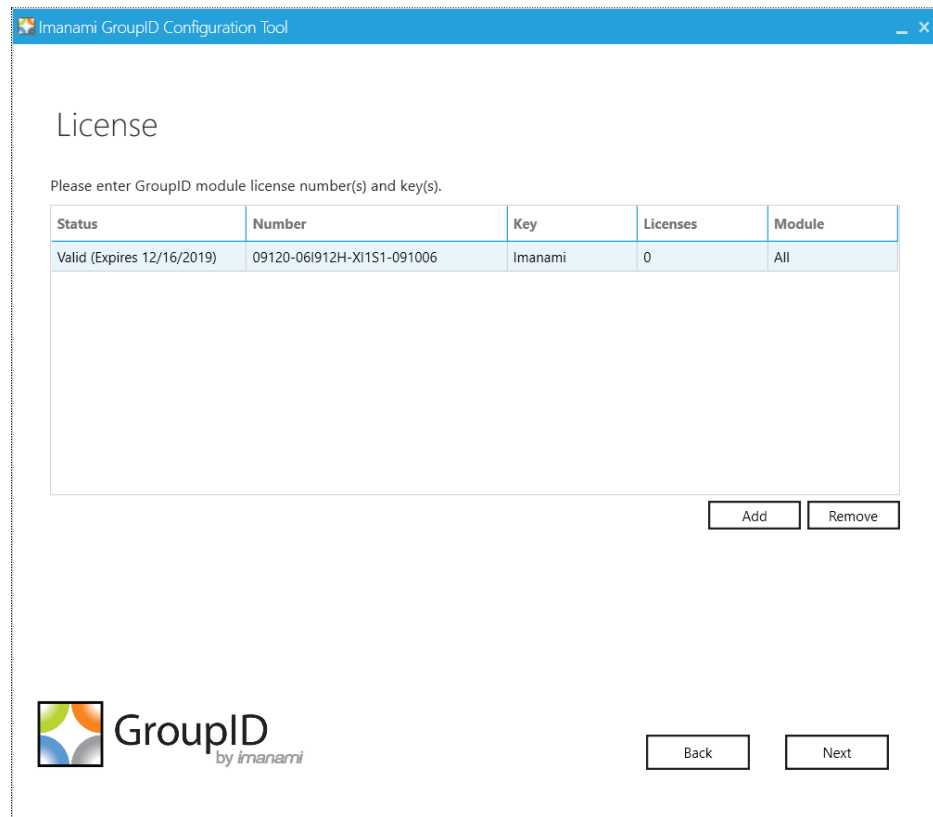 Imanami GroupID Configuration Tool
License
Please enter GroupID module license number(s) and key(s).
Status Number Key Licenses Module
Valid (Expires 12/16/2019) 09120-06I912H-XI1S1-091006 Imanami 0 All
Add Remove
GroupID
by imanami
Back Next